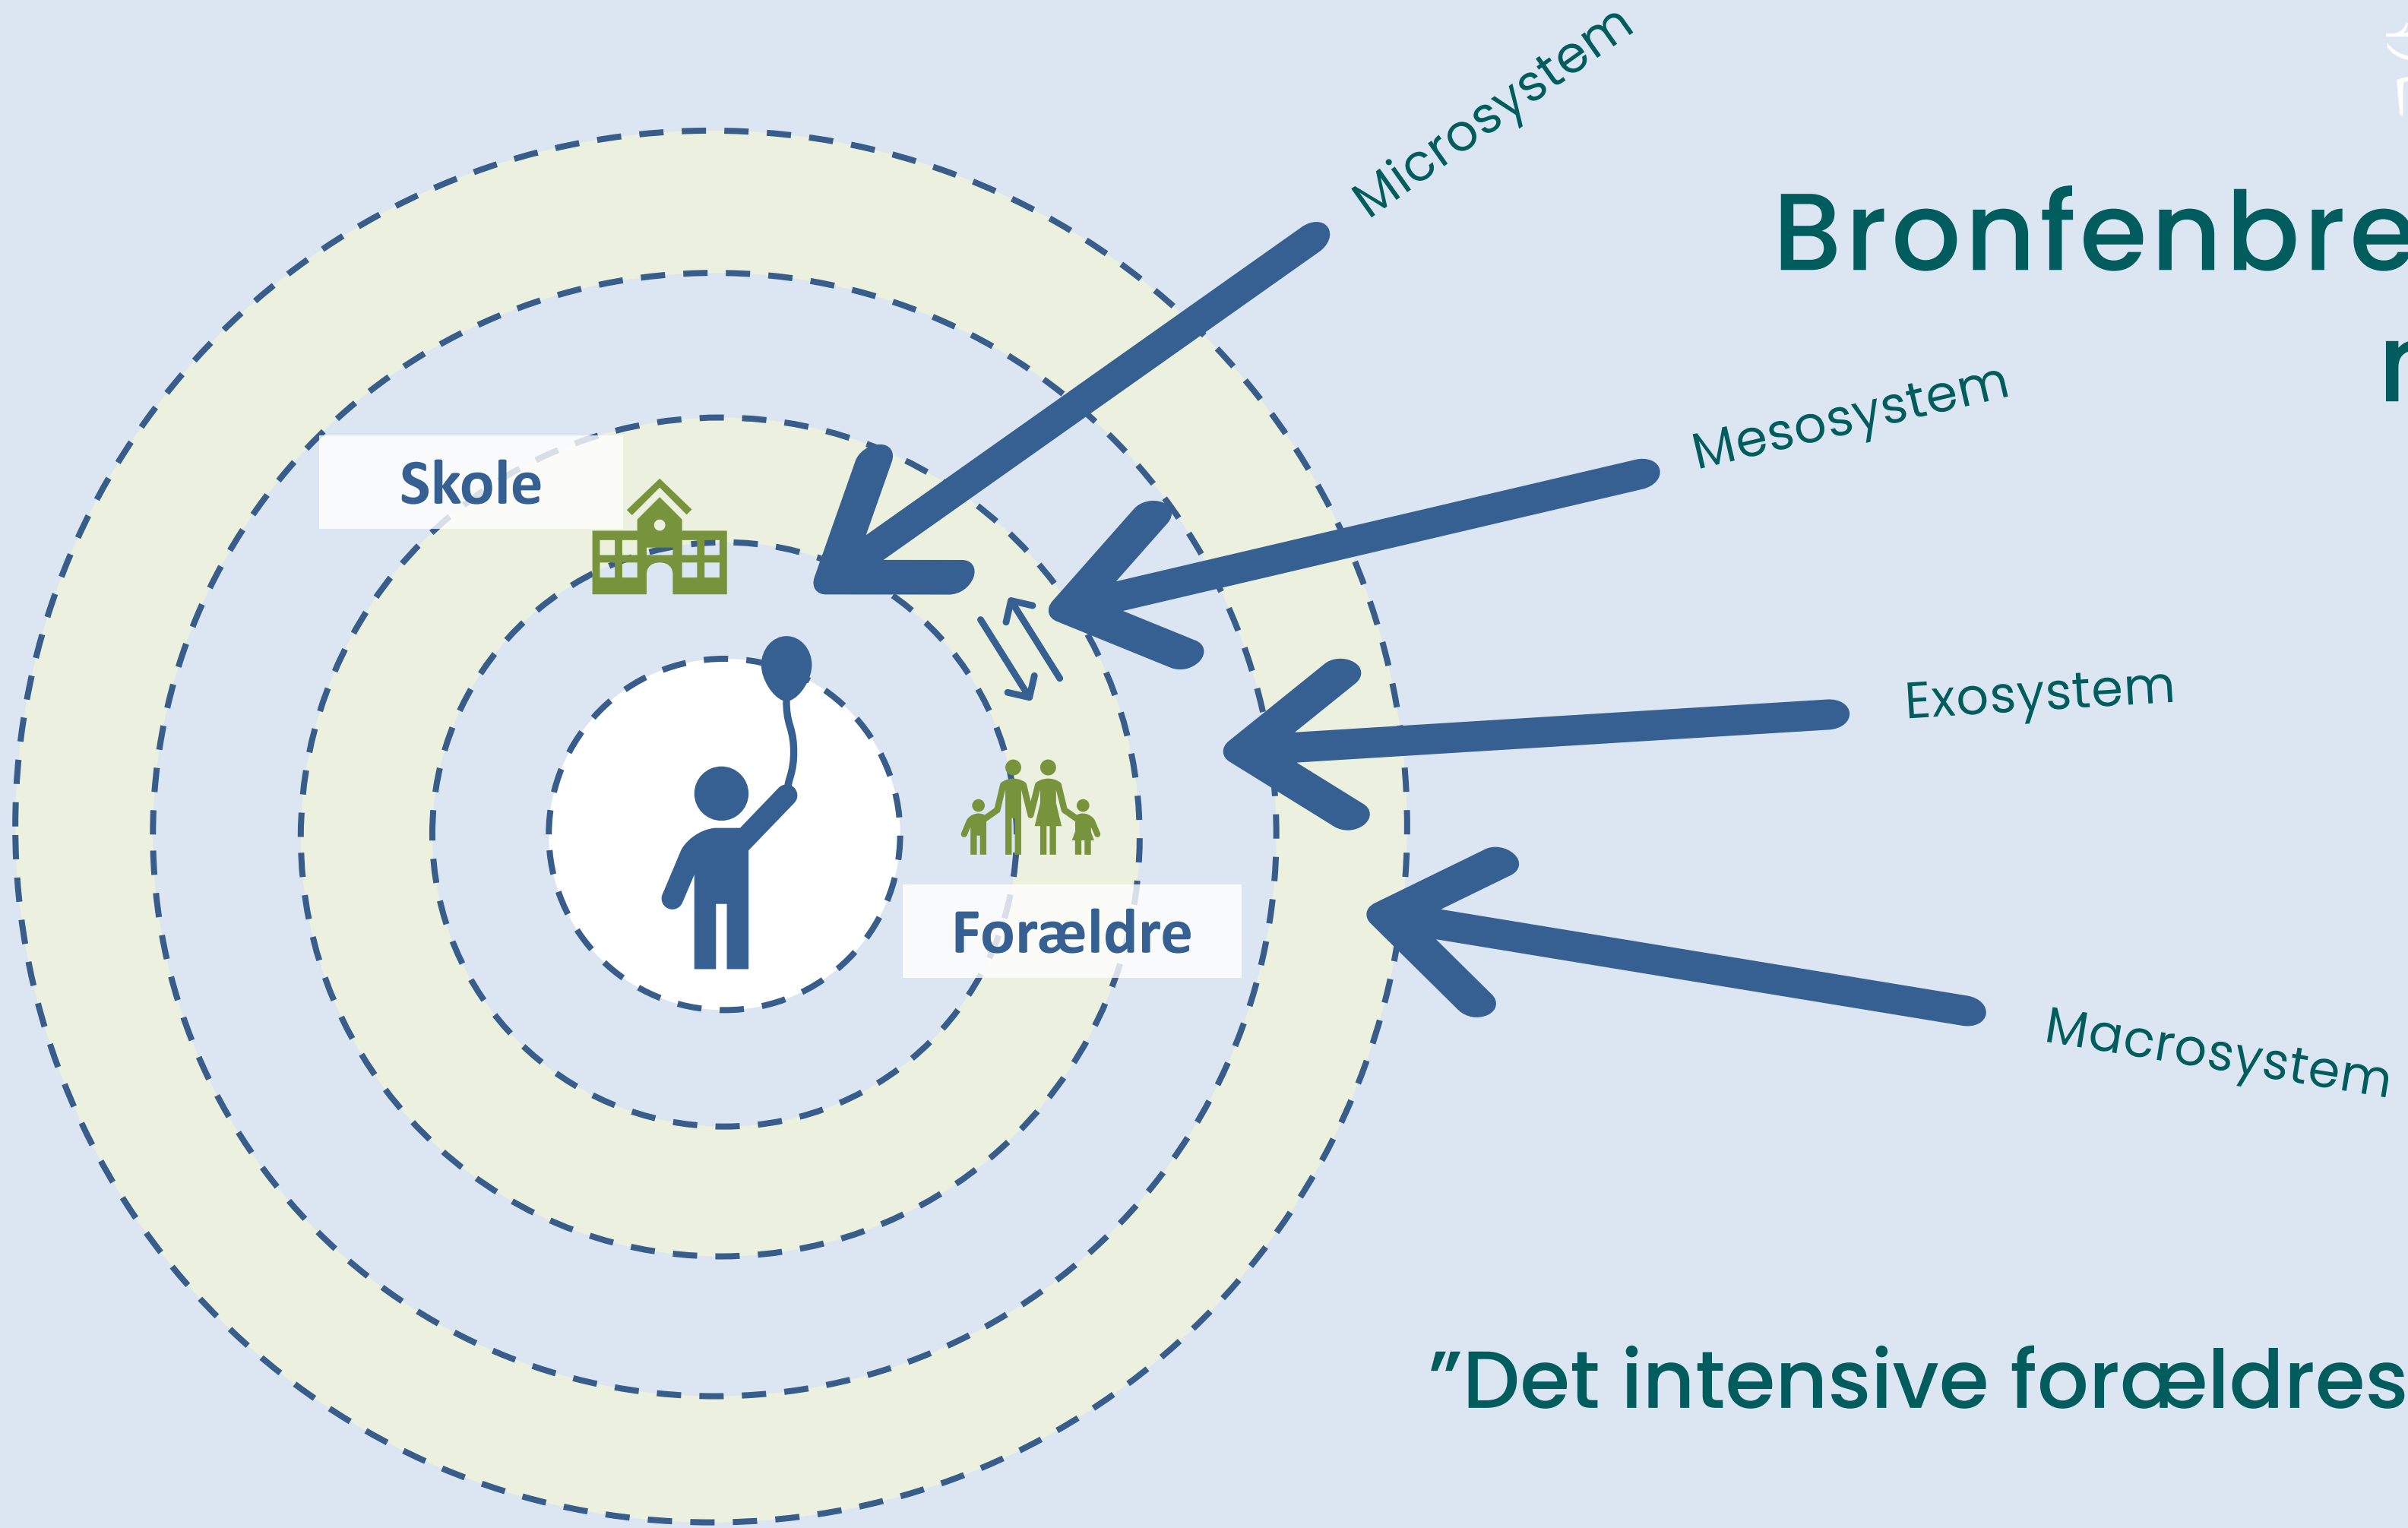 Microsystem
Bronfenbre
Mesosystem
Skole
Exosystem
Forældre
Macrosystem
"Det intensive forældres